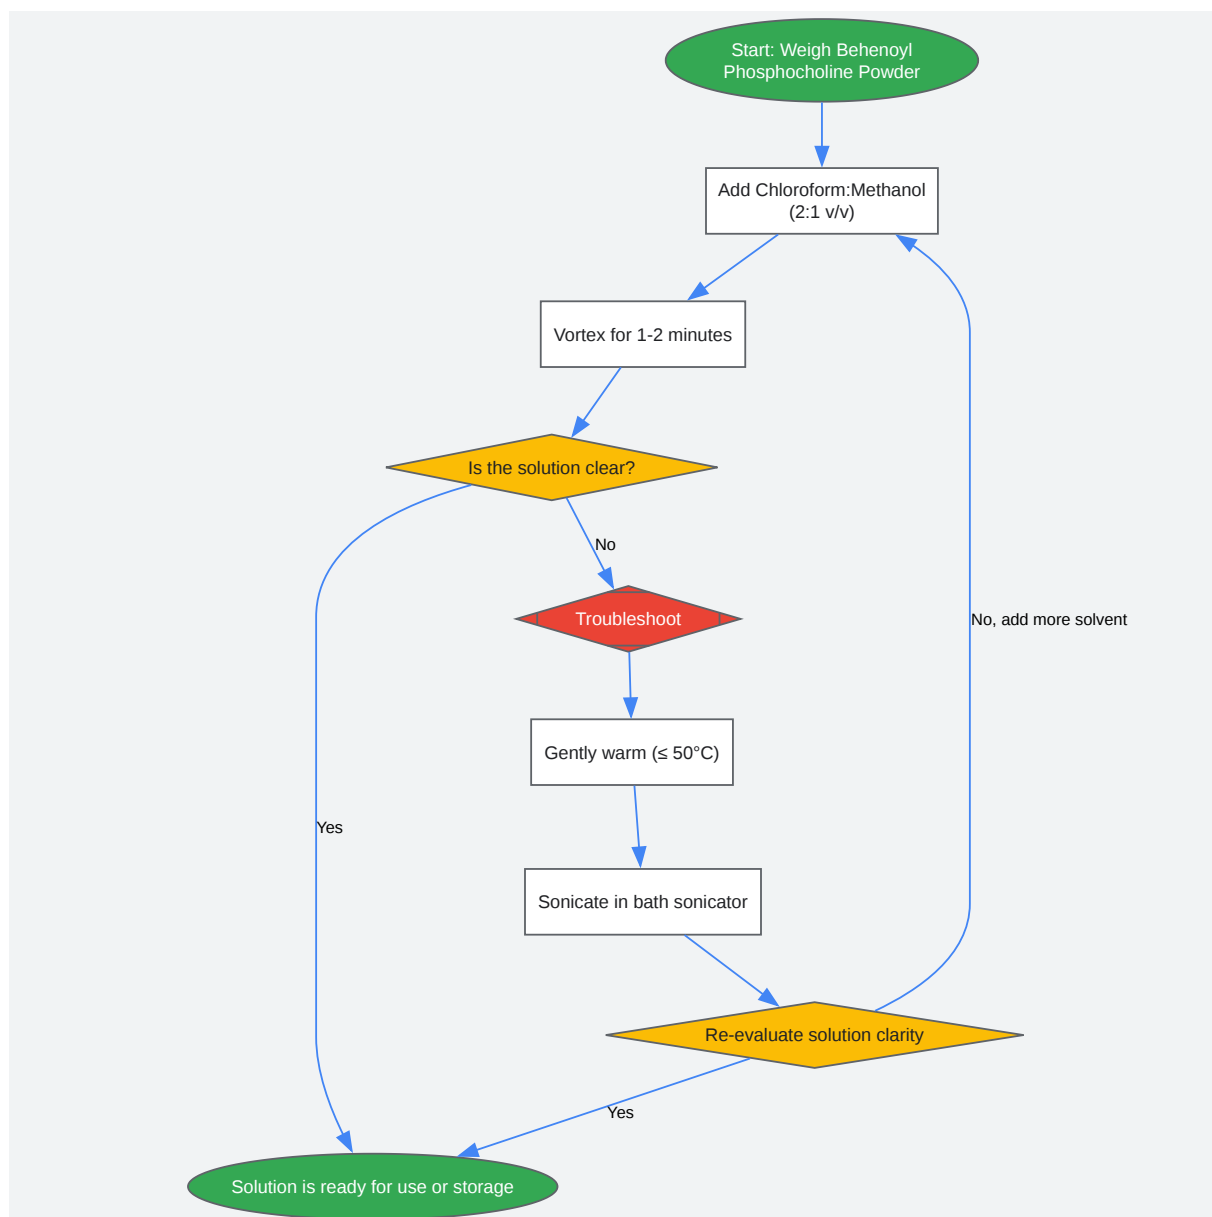 Start: Weigh Behenoyl
Phosphocholine Powder
Add Chloroform:Methanol
(2:1 v/v)
Vortex for 1-2 minutes
Is the solution clear?
No
Troubleshoot
No, add more solvent
Gently warm (≤ 50°C)
Yes
Sonicate in bath sonicator
Re-evaluate solution clarity
Yes
Solution is ready for use or storage